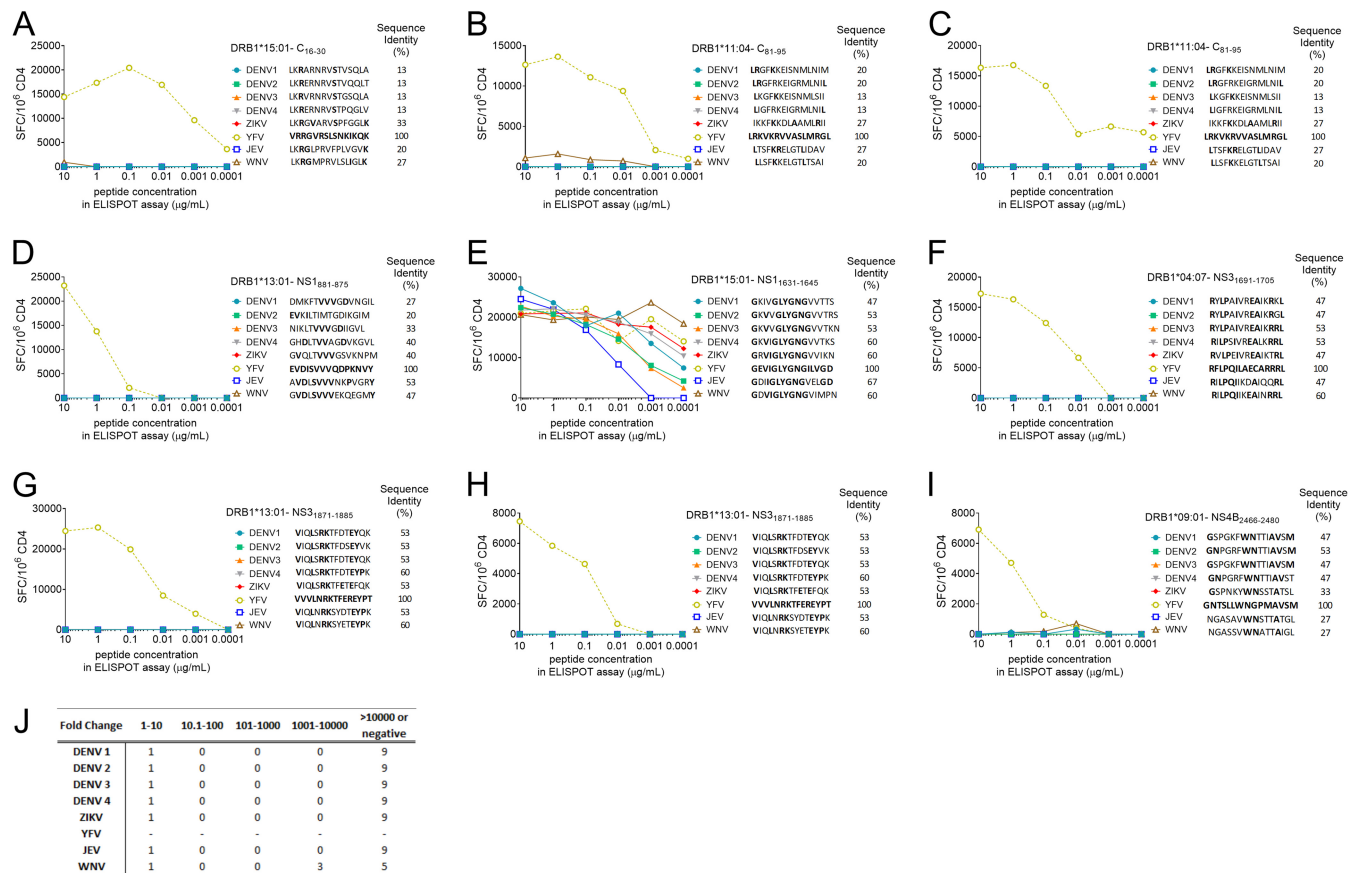 A
DRB1*15:01- C16-30
Sequence Identity (%)
SFC/10^6 CD4
25000
20000
15000
10000
5000
0
10 1 0.1 0.01 0.001 0.0001
peptide concentration
in ELISPOT assay (µg/mL)
DENV1 LKRARNRVSTVSQLA 13
DENV2 LKRERNRVSTVQQLT 13
DENV3 LKRVRNRVSTGSQLA 13
DENV4 LKRERNRVSTPQGLV 13
ZIKV LKRGVARVSPFGGLK 33
YFV VRRGVRSLSNKIKQK 100
JEV LKRGLPRVFPLVGVK 20
WNV LKRGMPRVLSLIGLK 27
B
DRB1*11:04- C81-95
Sequence Identity (%)
SFC/10^6 CD4
15000
10000
5000
0
10 1 0.1 0.01 0.001 0.0001
peptide concentration
in ELISPOT assay (µg/mL)
DENV1 LRGFKKEISNMLNIM 20
DENV2 LRGFRKEIGRMLNIL 20
DENV3 LKGFKKEISNMLSII 13
DENV4 LIGFRKEIGRMLNIL 13
ZIKV IKKFKKDLAAMLRII 27
YFV LRKVKRVVASLMRGL 100
JEV LTSFKRELGTLIDAV 27
WNV LLSFKKELGTLTSAI 20
C
DRB1*11:04- C81-95
Sequence Identity (%)
SFC/10^6 CD4
20000
15000
10000
5000
0
10 1 0.1 0.01 0.001 0.0001
peptide concentration
in ELISPOT assay (µg/mL)
DENV1 LRGFKKEISNMLNIM 20
DENV2 LRGFRKEIGRMLNIL 20
DENV3 LKGFKKEISNMLSII 13
DENV4 LIGFRKEIGRMLNIL 13
ZIKV IKKFKKDLAAMLRII 27
YFV LRKVKRVVASLMRGL 100
JEV LTSFKRELGTLIDAV 27
WNV LLSFKKELGTLTSAI 20
D
DRB1*13:01- NS1881-875
Sequence Identity (%)
SFC/10^6 CD4
25000
20000
15000
10000
5000
0
10 1 0.1 0.01 0.001 0.0001
peptide concentration
in ELISPOT assay (µg/mL)
DENV1 DMKFTVVVVGDVNGIL 27
DENV2 EVKILTGIMTGDIKGIM 20
DENV3 NIKLTVVVVGDIIGVL 33
DENV4 GHDLTVVAGDVKGVL 40
ZIKV GVQLTVVVGSVKNPM 40
YFV EVDISVVVQDPKNVY 100
JEV AVDLSVVVNKPVGRY 53
WNV GVDLSVVVEKQEGMY 47
E
DRB1*15:01- NS11631-1645
Sequence Identity (%)
SFC/10^6 CD4
30000
20000
10000
0
10 1 0.1 0.01 0.001 0.0001
peptide concentration
in ELISPOT assay (µg/mL)
DENV1 GKIVGLYGNGVVTTS 47
DENV2 GKVVGLYGNGVVTRS 53
DENV3 GKVVGLYGNGVVTKN 60
DENV4 GKVVGLYGNGVVTKS 60
ZIKV GRVIGLYGNGVVIKN 60
YFV GEVIGLYGNGILVGD 100
JEV GDIIGLYGNGVELGD 67
WNV GDVIGLYGNGVIMPN 60
F
DRB1*04:07- NS31691-1705
Sequence Identity (%)
SFC/10^6 CD4
20000
15000
10000
5000
0
10 1 0.1 0.01 0.001 0.0001
peptide concentration
in ELISPOT assay (µg/mL)
DENV1 RYLPAIVREAIKRKL 47
DENV2 RYLPAIVREAIKRGL 47
DENV3 RYLPAIVREAIKRRL 53
DENV4 RILPSIVREALKRRL 53
ZIKV RVLPEIVREAIKTRL 47
YFV RFLPQILAECARRRL 100
JEV RILPQIIKDAIQQRL 47
WNV RILPQIIKEAINRRL 60
G
DRB1*13:01- NS31871-1885
Sequence Identity (%)
SFC/10^6 CD4
30000
20000
10000
0
10 1 0.1 0.01 0.001 0.0001
peptide concentration
in ELISPOT assay (µg/mL)
DENV1 VIQLSRKTFDTEYQK 53
DENV2 VIQLSRKTFDSEYVK 53
DENV3 VIQLSRKTFDTEYQK 53
DENV4 VIQLSRKTFDTEYPK 60
ZIKV VIQLSRKTFETEFQK 53
YFV VVVLNRKTFEREYPT 100
JEV VIQLNRKSYDTEYPK 53
WNV VIQLNRKSYETEYPK 60
H
DRB1*13:01- NS31871-1885
Sequence Identity (%)
SFC/10^6 CD4
8000
6000
4000
2000
0
10 1 0.1 0.01 0.001 0.0001
peptide concentration
in ELISPOT assay (µg/mL)
DENV1 VIQLSRKTFDTEYQK 53
DENV2 VIQLSRKTFDSEYVK 53
DENV3 VIQLSRKTFDTEYQK 53
DENV4 VIQLSRKTFDTEYPK 60
ZIKV VIQLSRKTFETEFQK 53
YFV VVVLNRKTFEREYPT 100
JEV VIQLNRKSYDTEYPK 53
WNV VIQLNRKSYETEYPK 60
I
DRB1*09:01- NS4B2466-2480
Sequence Identity (%)
SFC/10^6 CD4
8000
6000
4000
2000
0
10 1 0.1 0.01 0.001 0.0001
peptide concentration
in ELISPOT assay (µg/mL)
DENV1 GSPGKFWNTTIAVSM 47
DENV2 GNPGRFWNTTIAVSM 53
DENV3 GSPGKFWNTTIAVSM 47
DENV4 GNPGRFWNTTIAVST 47
ZIKV GSPNKYWNSSTATSL 33
YFV GNTSLLWNGPMAVSM 100
JEV NGASAVWNSTTATGL 27
WNV NGASSVWNATTAIGL 27
J
Fold Change 1-10 10.1-100 101-1000 1001-10000 >10000 or negative
DENV 1 1 0 0 0 9
DENV 2 1 0 0 0 9
DENV 3 1 0 0 0 9
DENV 4 1 0 0 0 9
ZIKV 1 0 0 0 9
YFV - - - - -
JEV 1 0 0 0 9
WNV 1 0 0 3 5